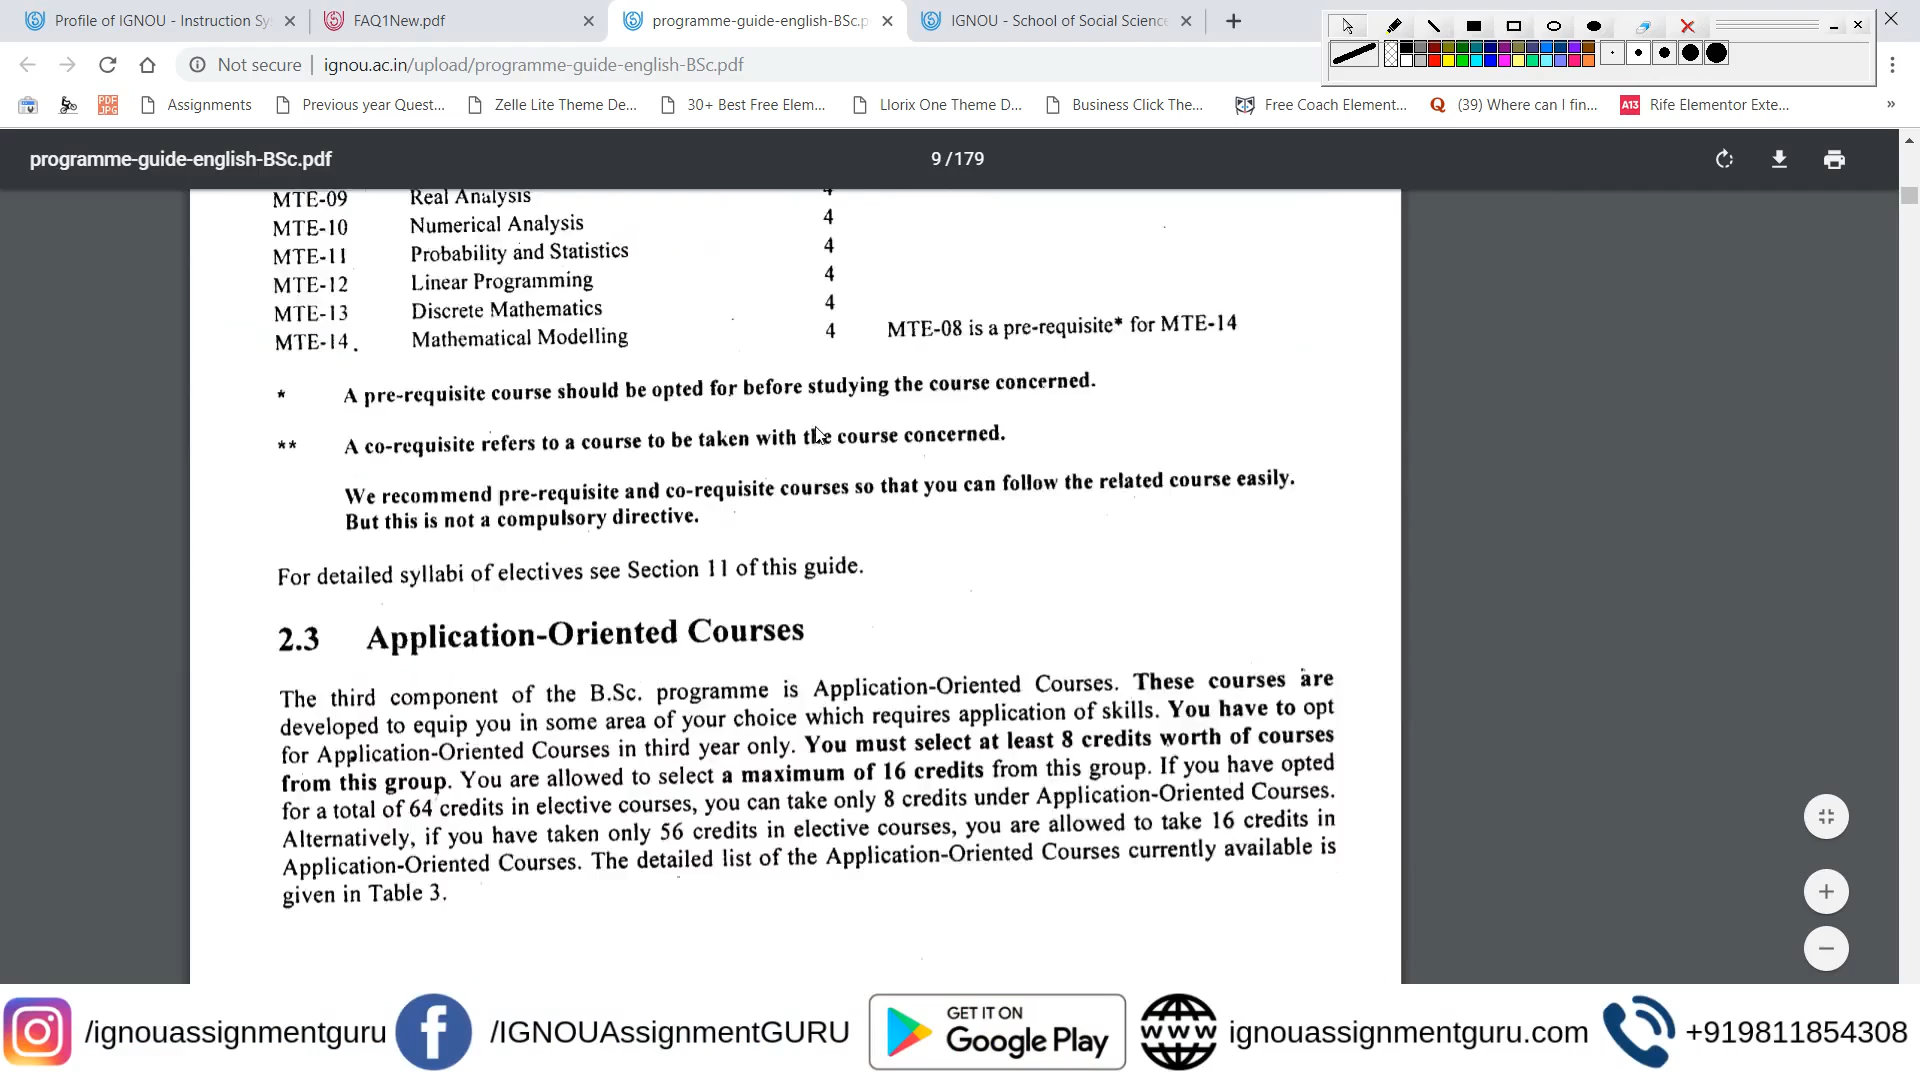 Profile of IGNOU - Instruction Sy
FAQ1New.pdf
programme-guide-english-BSc.p
IGNOU - School of Social Science
Not secure
ignou.ac.in/upload/programme-guide-english-BSc.pdf
Assignments
Previous year Quest...
Zelle Lite Theme De...
30+ Best Free Elem...
Llorix One Theme D...
Business Click The...
Free Coach Element...
(39) Where can I fin...
A13
Rife Elementor Exte...
»
programme-guide-english-BSc.pdf
9 / 179
MTE-09 Real Analysis 4
MTE-10 Numerical Analysis 4
MTE-11 Probability and Statistics 4
MTE-12 Linear Programming 4
MTE-13 Discrete Mathematics 4
MTE-14 Mathematical Modelling 4 MTE-08 is a pre-requisite* for MTE-14
* A pre-requisite course should be opted for before studying the course concerned.
** A co-requisite refers to a course to be taken with the course concerned.
We recommend pre-requisite and co-requisite courses so that you can follow the related course easily.
But this is not a compulsory directive.
For detailed syllabi of electives see Section 11 of this guide.
2.3 Application-Oriented Courses
The third component of the B.Sc. programme is Application-Oriented Courses. These courses are
developed to equip you in some area of your choice which requires application of skills. You have to opt
for Application-Oriented Courses in third year only. You must select at least 8 credits worth of courses
from this group. You are allowed to select a maximum of 16 credits from this group. If you have opted
for a total of 64 credits in elective courses, you can take only 8 credits under Application-Oriented Courses.
Alternatively, if you have taken only 56 credits in elective courses, you are allowed to take 16 credits in
Application-Oriented Courses. The detailed list of the Application-Oriented Courses currently available is
given in Table 3.
/ignouassignmentguru
/IGNOUAssignmentGURU
GET IT ON
Google Play
WWW
ignouassignmentguru.com
+919811854308